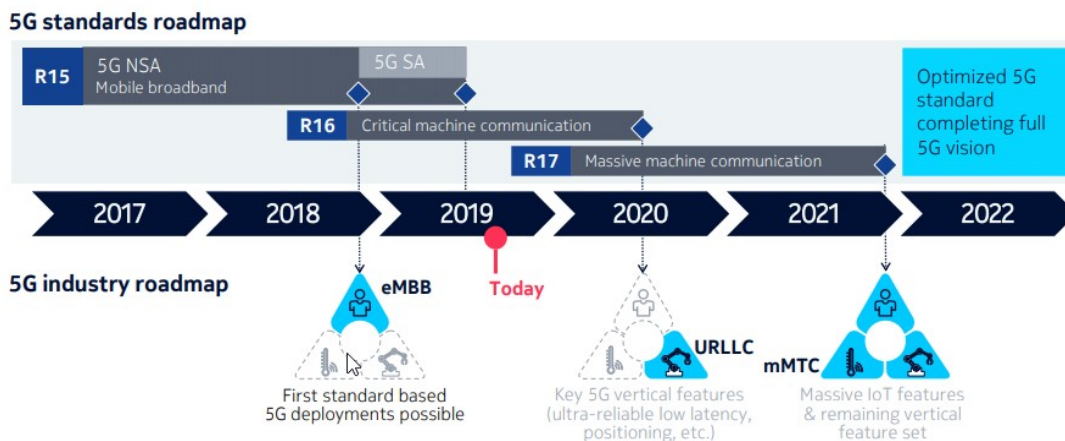 5G standards roadmap
R15
5G NSA
Mobile broadband
5G SA
R16
Critical machine communication
R17
Massive machine communication
Optimized 5G
standard
completing full
5G vision
2017
2018
2019
2020
2021
2022
5G industry roadmap
Today
eMBB
URLLC
mMTC
First standard based
5G deployments possible
Key 5G vertical features
(ultra-reliable low latency,
positioning, etc.)
Massive IoT features
& remaining vertical
feature set